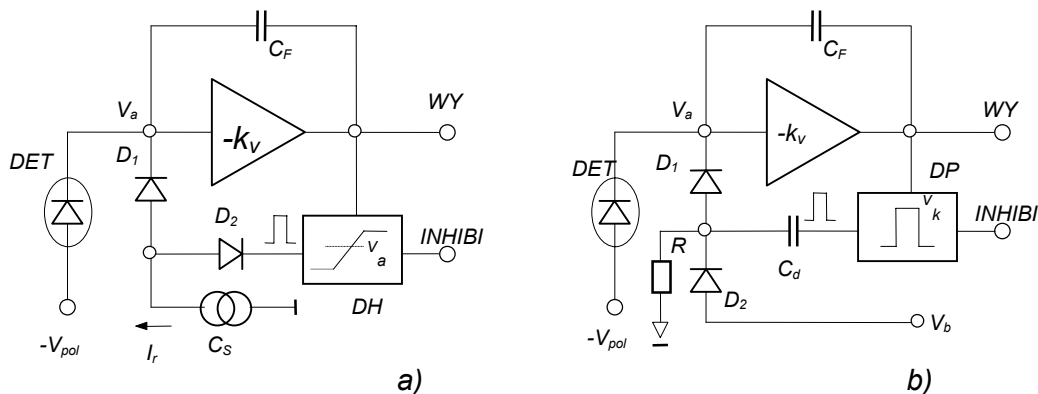 C_F
V_a
WY
-k_v
DET
D_1
D_2
V_a
INHIBI
DH
-V_pol
I_r
C_S
a)
C_F
V_a
WY
-k_v
DET
D_1
DP
V_k
INHIBI
R
C_d
D_2
V_b
-V_pol
b)